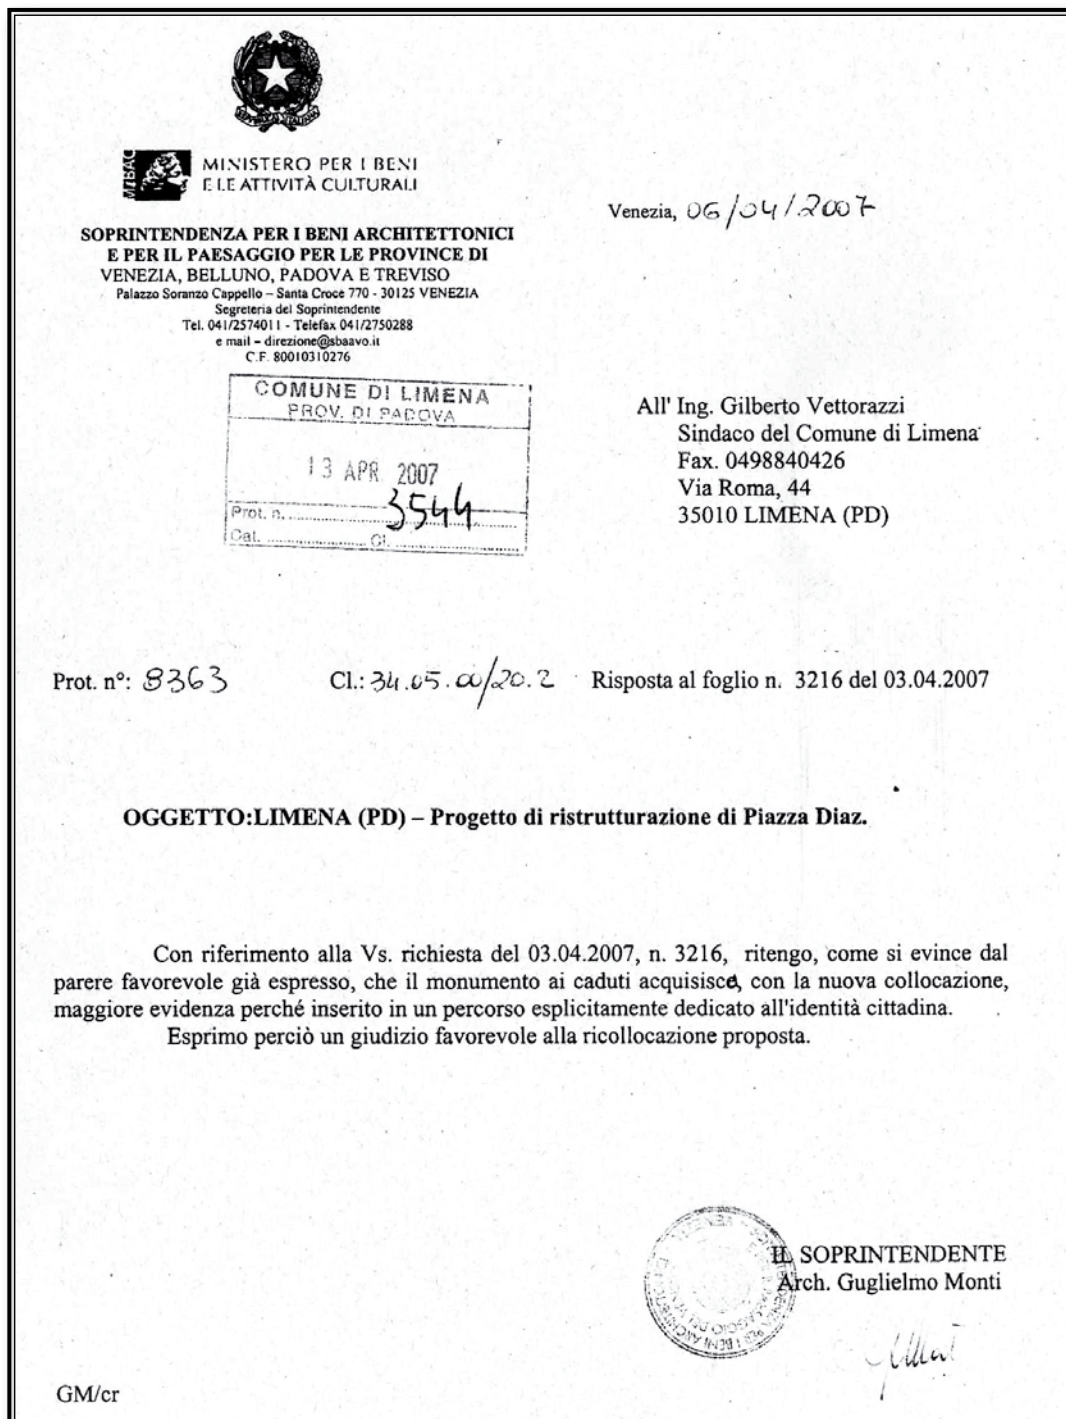 MIBAC
MINISTERO PER I BENI
E LE ATTIVITÀ CULTURALI
SOPRINTENDENZA PER I BENI ARCHITETTONICI
E PER IL PAESAGGIO PER LE PROVINCE DI
VENEZIA, BELLUNO, PADOVA E TREVISO
Palazzo Soranzo Cappello – Santa Croce 770 - 30125 VENEZIA
Segreteria del Soprintendente
Tel. 041/2574011 - Telefax 041/2750288
e mail – direzione@sbaavo.it
C.F. 80010310276
Venezia, 06/04/2007
COMUNE DI LIMENA
PROV. DI PADOVA
13 APR. 2007
Prot. n. 3544
Cat. Cl.
All' Ing. Gilberto Vettorazzi
Sindaco del Comune di Limena
Fax. 0498840426
Via Roma, 44
35010 LIMENA (PD)
Prot. n°: 8363 Cl.: 34.05.00/20.2 Risposta al foglio n. 3216 del 03.04.2007
OGGETTO:LIMENA (PD) – Progetto di ristrutturazione di Piazza Diaz.
Con riferimento alla Vs. richiesta del 03.04.2007, n. 3216, ritengo, come si evince dal
parere favorevole già espresso, che il monumento ai caduti acquisisce, con la nuova collocazione,
maggiore evidenza perché inserito in un percorso esplicitamente dedicato all'identità cittadina.
Esprimo perciò un giudizio favorevole alla ricollocazione proposta.
IL SOPRINTENDENTE
Arch. Guglielmo Monti
GM/cr